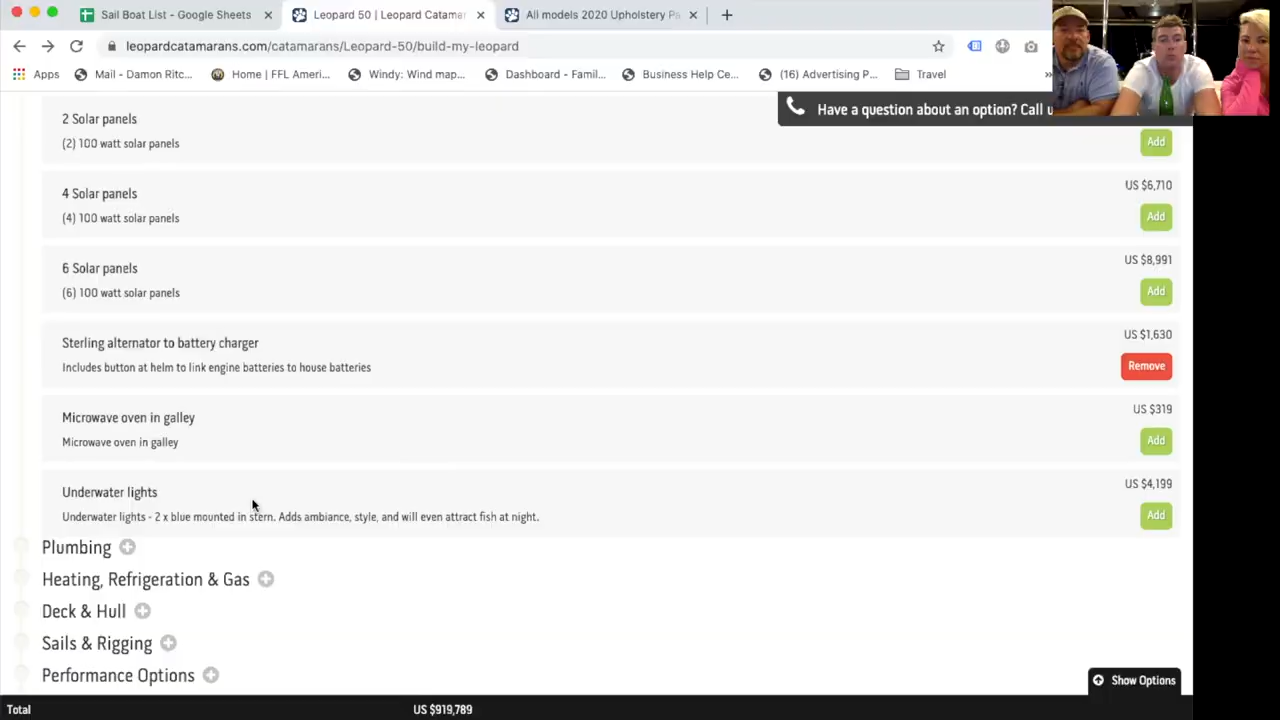 Sail Boat List - Google Sheets
Leopard 50 | Leopard Catamar
All models 2020 Upholstery Pa
leopardcatamarans.com/catamarans/Leopard-50/build-my-leopard
Apps
Mail - Damon Ritc...
Home | FFL Ameri...
Windy: Wind map...
Dashboard - Famil...
Business Help Ce...
(16) Advertising P...
Travel
Have a question about an option? Call u
2 Solar panels
(2) 100 watt solar panels
Add
4 Solar panels
US $6,710
(4) 100 watt solar panels
Add
6 Solar panels
US $8,991
(6) 100 watt solar panels
Add
Sterling alternator to battery charger
US $1,630
Includes button at helm to link engine batteries to house batteries
Remove
Microwave oven in galley
US $319
Microwave oven in galley
Add
Underwater lights
US $4,199
Underwater lights - 2 x blue mounted in stern. Adds ambiance, style, and will even attract fish at night.
Add
Plumbing
Heating, Refrigeration & Gas
Deck & Hull
Sails & Rigging
Performance Options
Show Options
Total US $919,789